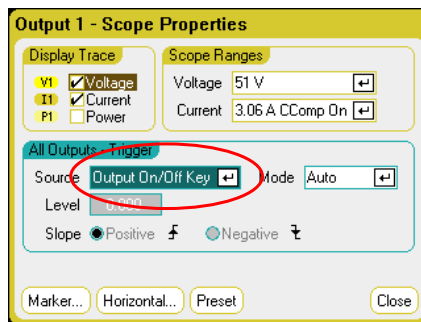 Output 1 - Scope Properties
Display Trace
V1 Voltage
I1 Current
P1 Power
Scope Ranges
Voltage 51 V
Current 3.06 A CComp On
All Outputs - Trigger
Source Output On/Off Key Mode Auto
Level 0.000
Slope Positive Negative
Marker... Horizontal... Preset Close